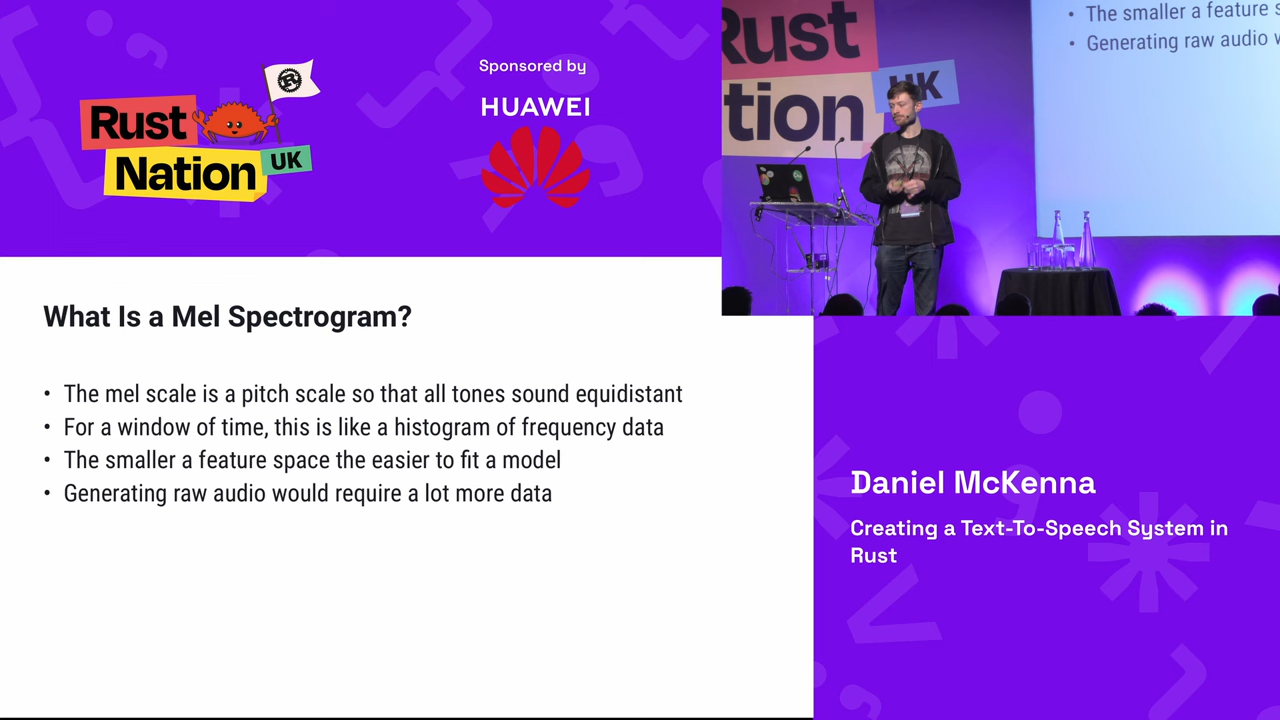 Rust
Nation
UK
Sponsored by
HUAWEI
Rust
tion
UK
• The smaller a feature s
• Generating raw audio w
What Is a Mel Spectrogram?
• The mel scale is a pitch scale so that all tones sound equidistant
• For a window of time, this is like a histogram of frequency data
• The smaller a feature space the easier to fit a model
• Generating raw audio would require a lot more data
Daniel McKenna
Creating a Text-To-Speech System in
Rust